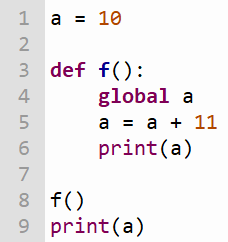 1 a = 10
2
3 def f():
4     global a
5     a = a + 11
6     print(a)
7
8 f()
9 print(a)